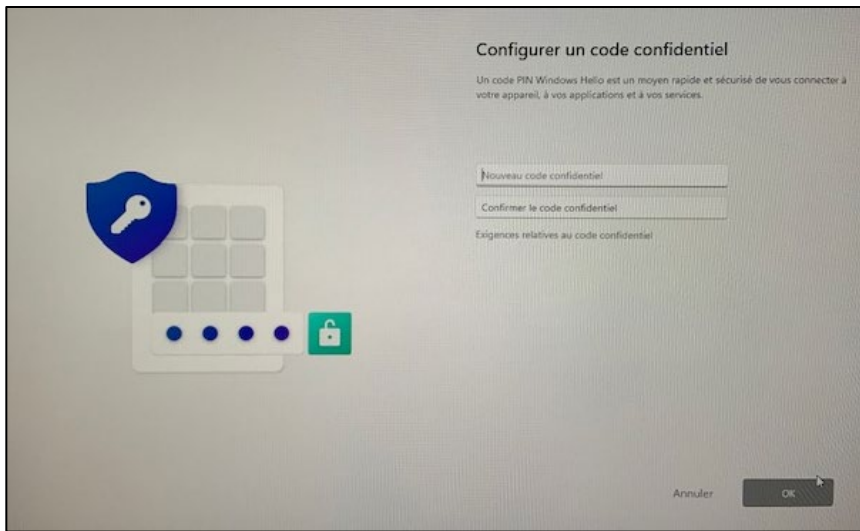 Configurer un code confidentiel
Un code PIN Windows Hello est un moyen rapide et sécurisé de vous connecter à
votre appareil, à vos applications et à vos services.
Nouveau code confidentiel
Confirmer le code confidentiel
Exigences relatives au code confidentiel
Annuler
OK